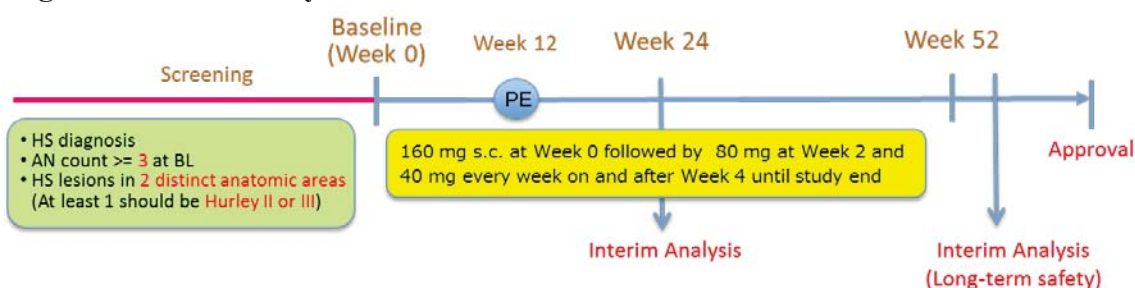 Baseline
(Week 0)
Week 12
Week 24
Week 52
Screening
PE
• HS diagnosis
• AN count >= 3 at BL
• HS lesions in 2 distinct anatomic areas
(At least 1 should be Hurley II or III)
160 mg s.c. at Week 0 followed by 80 mg at Week 2 and
40 mg every week on and after Week 4 until study end
Approval
Interim Analysis
Interim Analysis
(Long-term safety)